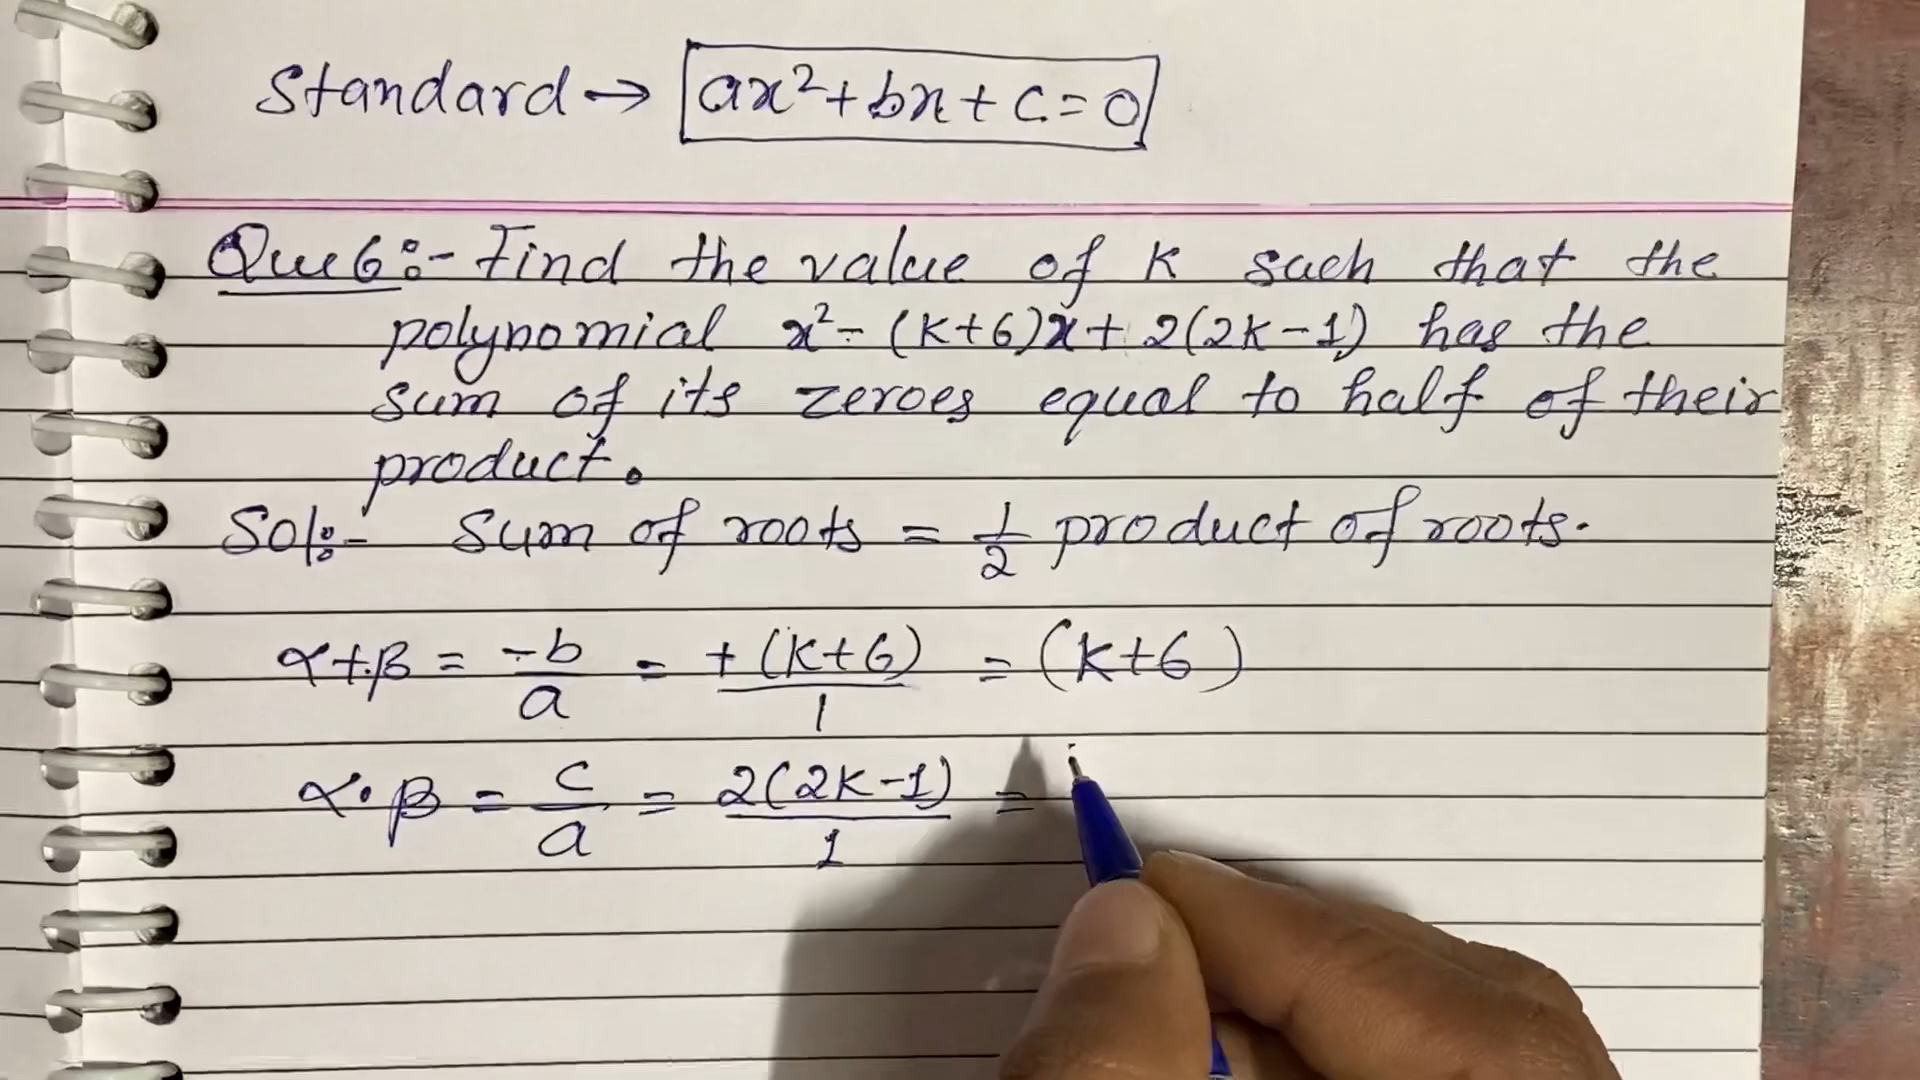 Standard → ax²+bx+c=0
Que6:- Find the value of K such that the
polynomial x²-(K+6)x+2(2K-1) has the
sum of its zeroes equal to half of their
product.
Sol:- Sum of roots = 1/2 product of roots.
α+β = -b/a = +(K+6)/1 = (K+6)
α·β = c/a = 2(2K-1)/1 =